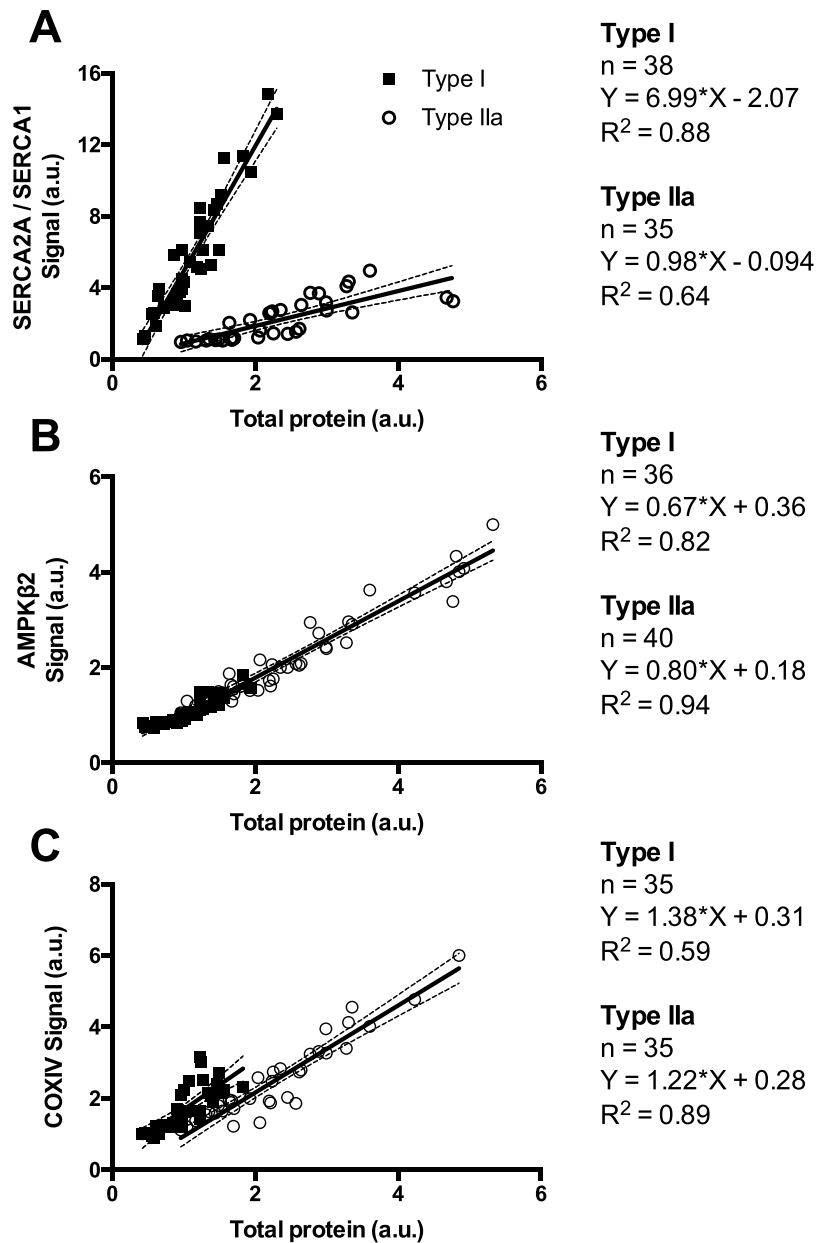 A
SERCA2A / SERCA1
Signal (a.u.)
16
12
8
4
0
0
2
4
6
Total protein (a.u.)
Type I
Type IIa
Type I
n = 38
Y = 6.99*X - 2.07
R2 = 0.88
Type IIa
n = 35
Y = 0.98*X - 0.094
R2 = 0.64
B
AMPKβ2
Signal (a.u.)
6
4
2
0
0
2
4
6
Total protein (a.u.)
Type I
n = 36
Y = 0.67*X + 0.36
R2 = 0.82
Type IIa
n = 40
Y = 0.80*X + 0.18
R2 = 0.94
C
COXIV Signal (a.u.)
8
6
4
2
0
0
2
4
6
Total protein (a.u.)
Type I
n = 35
Y = 1.38*X + 0.31
R2 = 0.59
Type IIa
n = 35
Y = 1.22*X + 0.28
R2 = 0.89